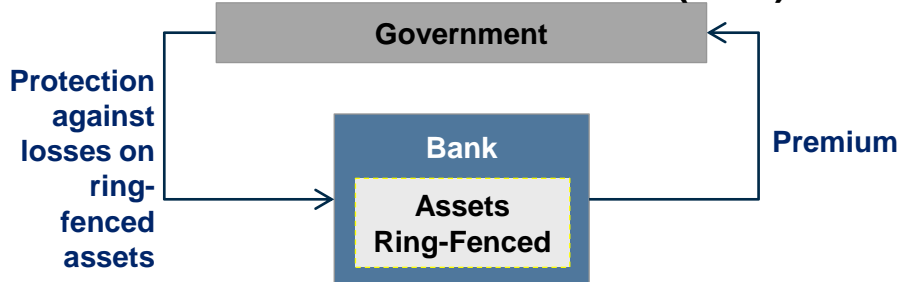 Government
Protection
against
losses on
ring-
fenced
assets
Bank
Assets
Ring-Fenced
Premium